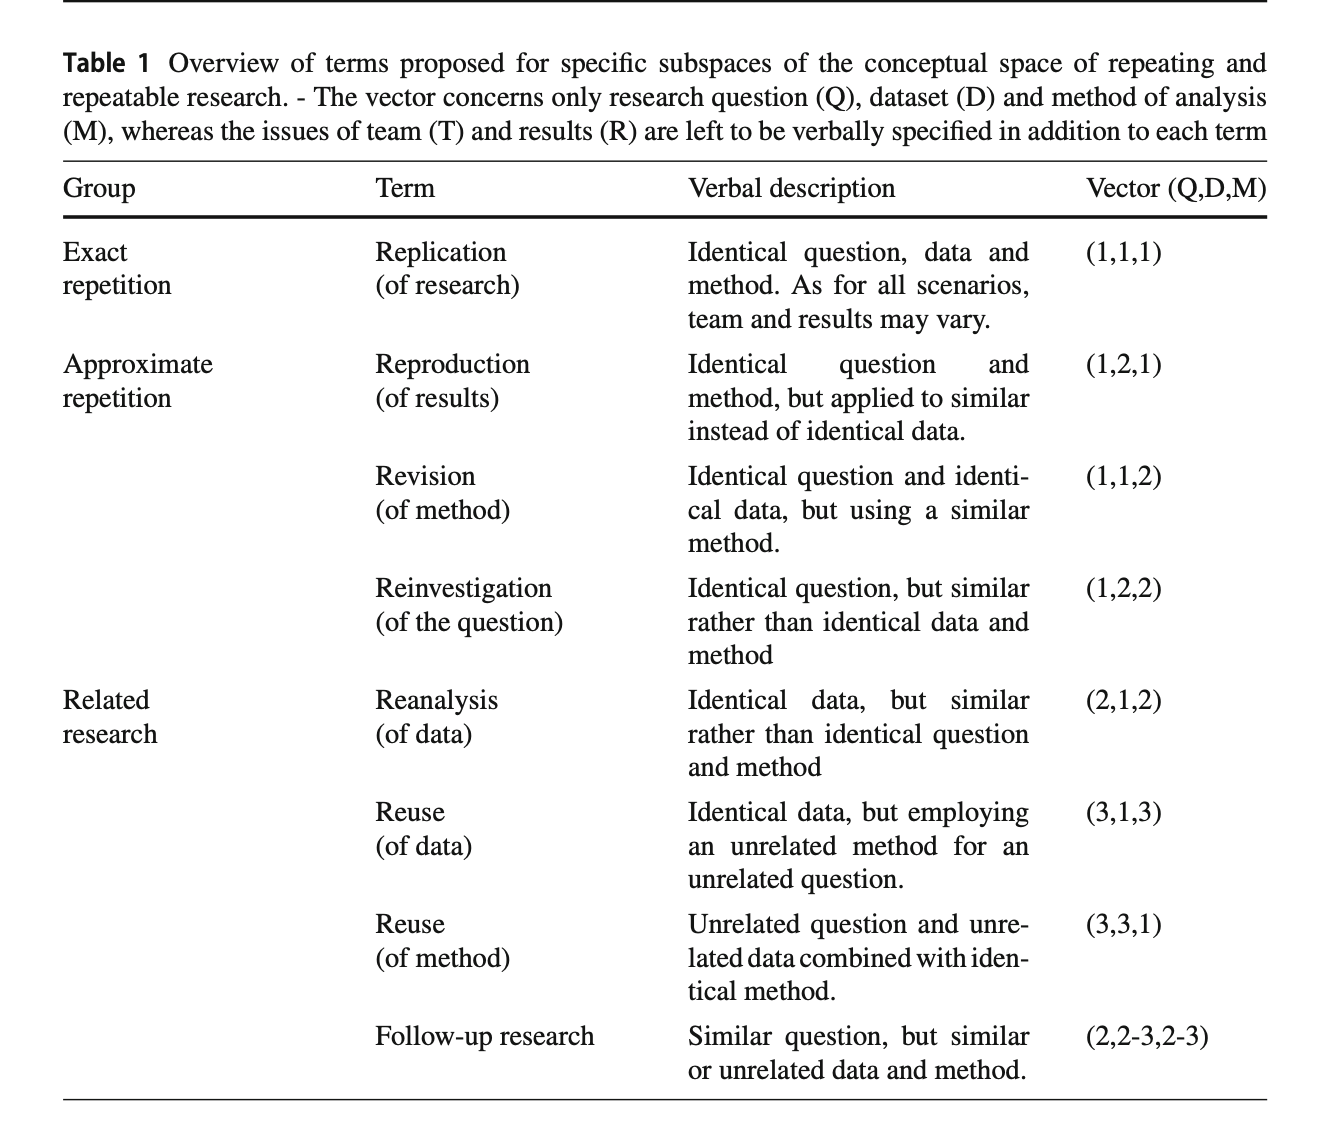 Table 1 Overview of terms proposed for specific subspaces of the conceptual space of repeating and
repeatable research. - The vector concerns only research question (Q), dataset (D) and method of analysis
(M), whereas the issues of team (T) and results (R) are left to be verbally specified in addition to each term
Group Term Verbal description Vector (Q,D,M)
Exact Replication Identical question, data and (1,1,1)
repetition (of research) method. As for all scenarios,
team and results may vary.
Approximate Reproduction Identical question and (1,2,1)
repetition (of results) method, but applied to similar
instead of identical data.
Revision Identical question and identi- (1,1,2)
(of method) cal data, but using a similar
method.
Reinvestigation Identical question, but similar (1,2,2)
(of the question) rather than identical data and
method
Related Reanalysis Identical data, but similar (2,1,2)
research (of data) rather than identical question
and method
Reuse Identical data, but employing (3,1,3)
(of data) an unrelated method for an
unrelated question.
Reuse Unrelated question and unre- (3,3,1)
(of method) lated data combined with iden-
tical method.
Follow-up research Similar question, but similar (2,2-3,2-3)
or unrelated data and method.